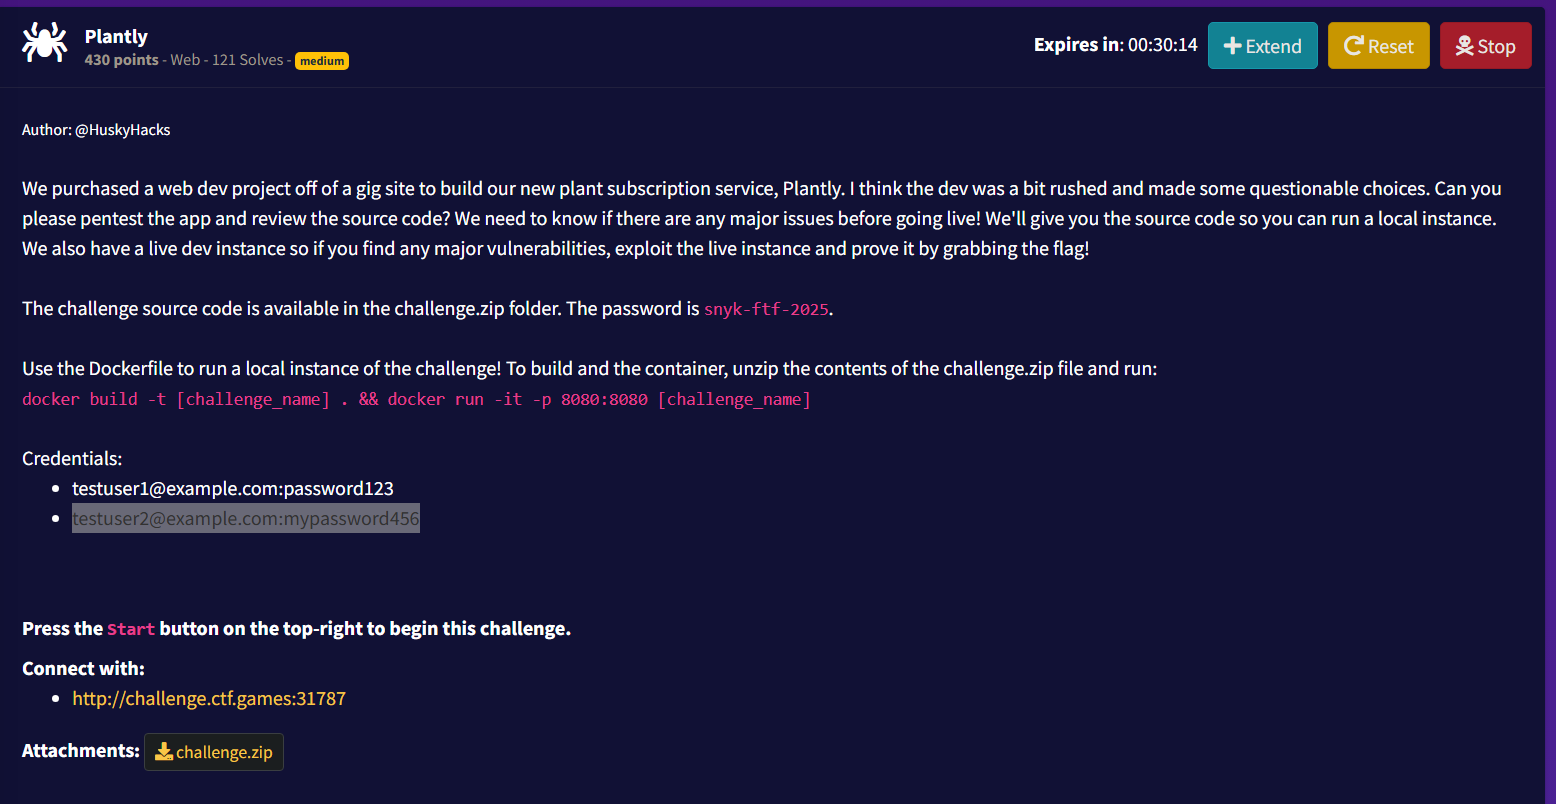 Plantly
430 points - Web - 121 Solves - medium
Expires in: 00:30:14
Extend
Reset
Stop
Author: @HuskyHacks
We purchased a web dev project off of a gig site to build our new plant subscription service, Plantly. I think the dev was a bit rushed and made some questionable choices. Can you
please pentest the app and review the source code? We need to know if there are any major issues before going live! We'll give you the source code so you can run a local instance.
We also have a live dev instance so if you find any major vulnerabilities, exploit the live instance and prove it by grabbing the flag!
The challenge source code is available in the challenge.zip folder. The password is snyk-ftf-2025.
Use the Dockerfile to run a local instance of the challenge! To build and the container, unzip the contents of the challenge.zip file and run:
docker build -t [challenge_name] . && docker run -it -p 8080:8080 [challenge_name]
Credentials:
testuser1@example.com:password123
testuser2@example.com:mypassword456
Press the Start button on the top-right to begin this challenge.
Connect with:
http://challenge.ctf.games:31787
Attachments: challenge.zip